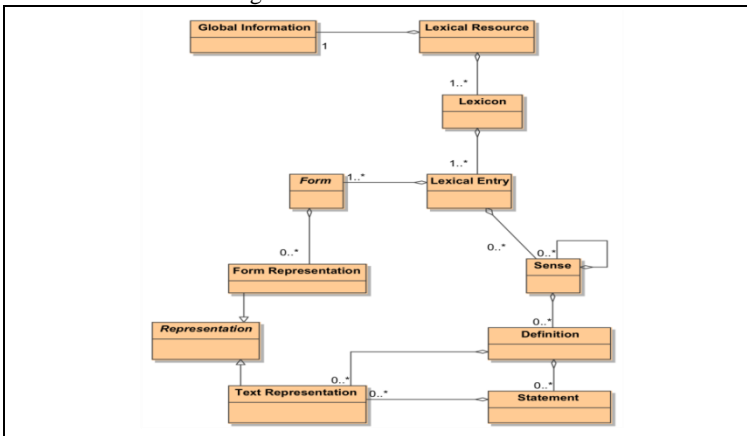 Global Information
Lexical Resource
1
1..*
Lexicon
1..*
Form
1..*
Lexical Entry
0..*
0..*
0..*
Form Representation
Sense
0..*
Representation
Definition
0..*
0..*
Text Representation
0..*
Statement